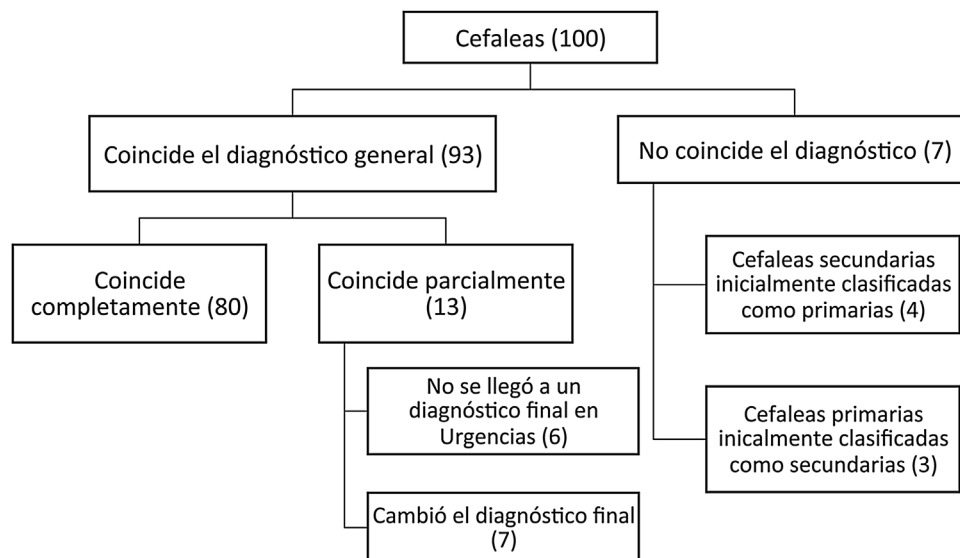 Cefaleas (100)
Coincide el diagnóstico general (93)
No coincide el diagnóstico (7)
Coincide
completamente (80)
Coincide parcialmente
(13)
No se llegó a un
diagnóstico final en
Urgencias (6)
Cambió el diagnóstico final
(7)
Cefaleas secundarias
inicialmente clasificadas
como primarias (4)
Cefaleas primarias
inicalmente clasificadas
como secundarias (3)